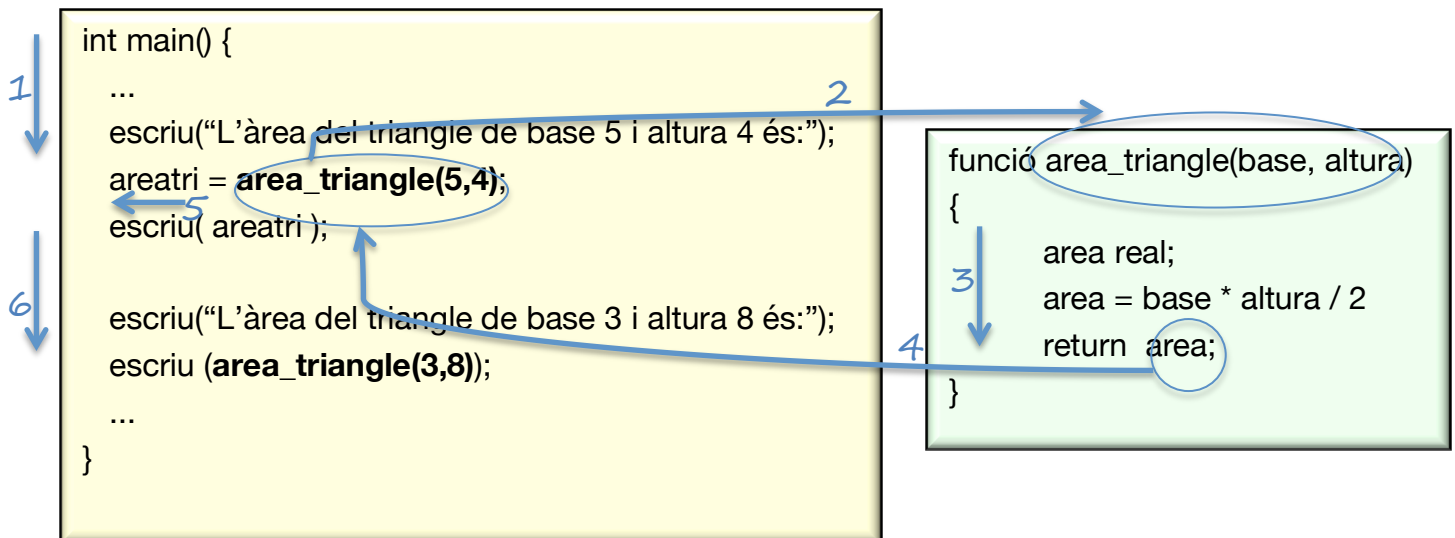 int main() {
...
escriu(“L’àrea del triangle de base 5 i altura 4 és:”);
areatri = area_triangle(5,4);
escriu( areatri );
escriu(“L’àrea del triangle de base 3 i altura 8 és:”);
escriu (area_triangle(3,8));
...
}
funció area_triangle(base, altura)
{
area real;
area = base * altura / 2
return area;
}
1
2
3
4
5
6